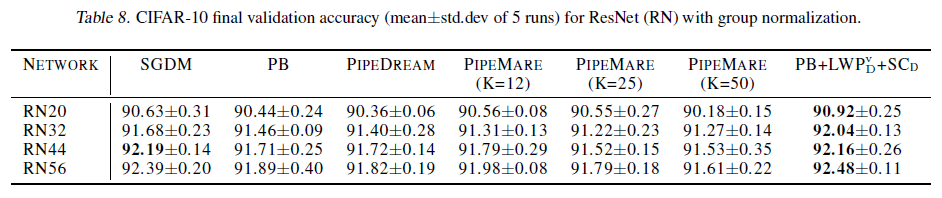 Table 8. CIFAR-10 final validation accuracy (mean±std.dev of 5 runs) for ResNet (RN) with group normalization.
NETWORK SGDM PB PIPEDREAM PIPEMARE PIPEMARE PIPEMARE PB+LWPᵛD+SCD
(K=12) (K=25) (K=50)
RN20 90.63±0.31 90.44±0.24 90.36±0.06 90.56±0.08 90.55±0.27 90.18±0.15 90.92±0.25
RN32 91.68±0.23 91.46±0.09 91.40±0.28 91.31±0.13 91.22±0.23 91.27±0.14 92.04±0.13
RN44 92.19±0.14 91.71±0.25 91.72±0.14 91.79±0.29 91.52±0.15 91.53±0.35 92.16±0.26
RN56 92.39±0.20 91.89±0.40 91.82±0.19 91.98±0.08 91.79±0.18 91.61±0.22 92.48±0.11